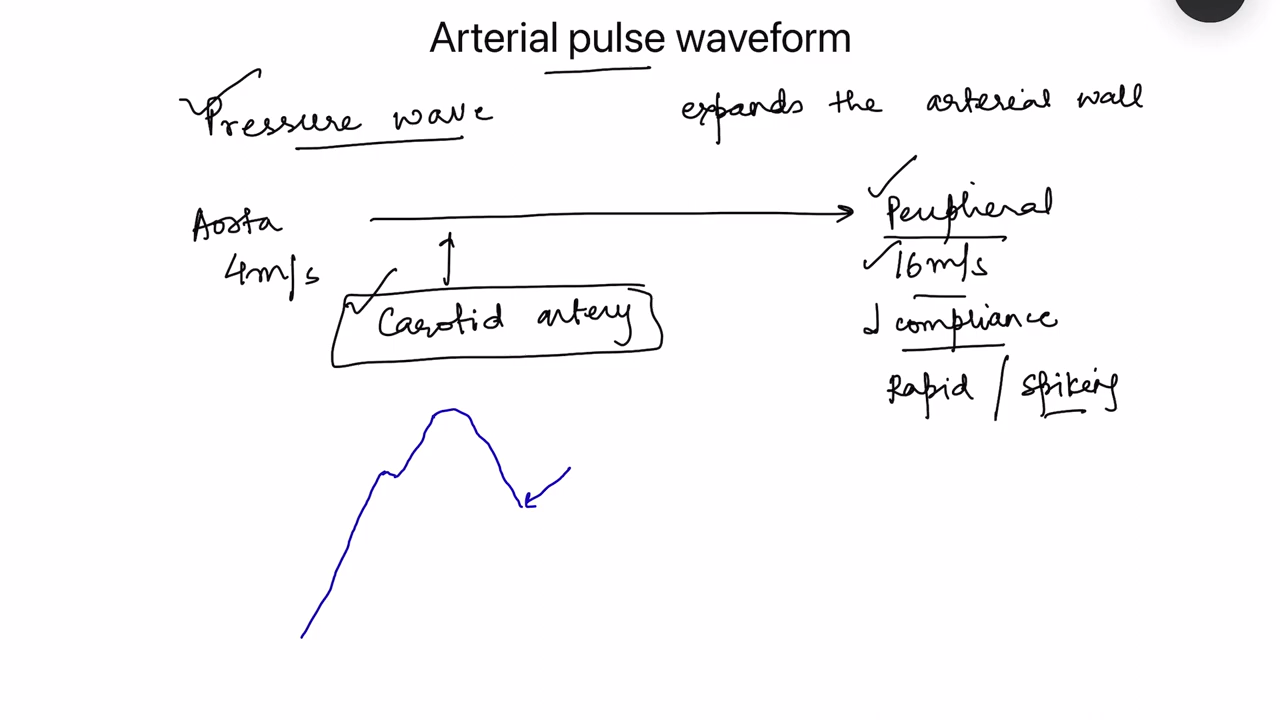 Arterial pulse waveform
Pressure wave expands the arterial wall
Aorta Peripheral
4m/s 16m/s
Carotid artery ↓ compliance
Rapid / spiking